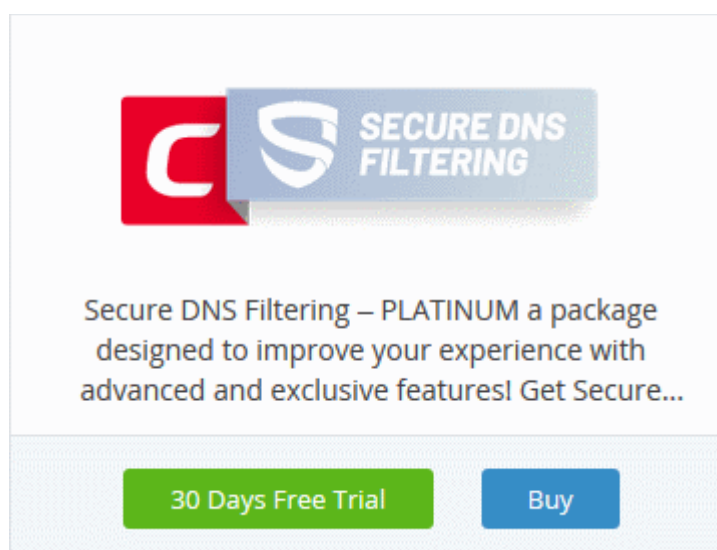 C
SECURE DNS
FILTERING
Secure DNS Filtering – PLATINUM a package
designed to improve your experience with
advanced and exclusive features! Get Secure...
30 Days Free Trial
Buy